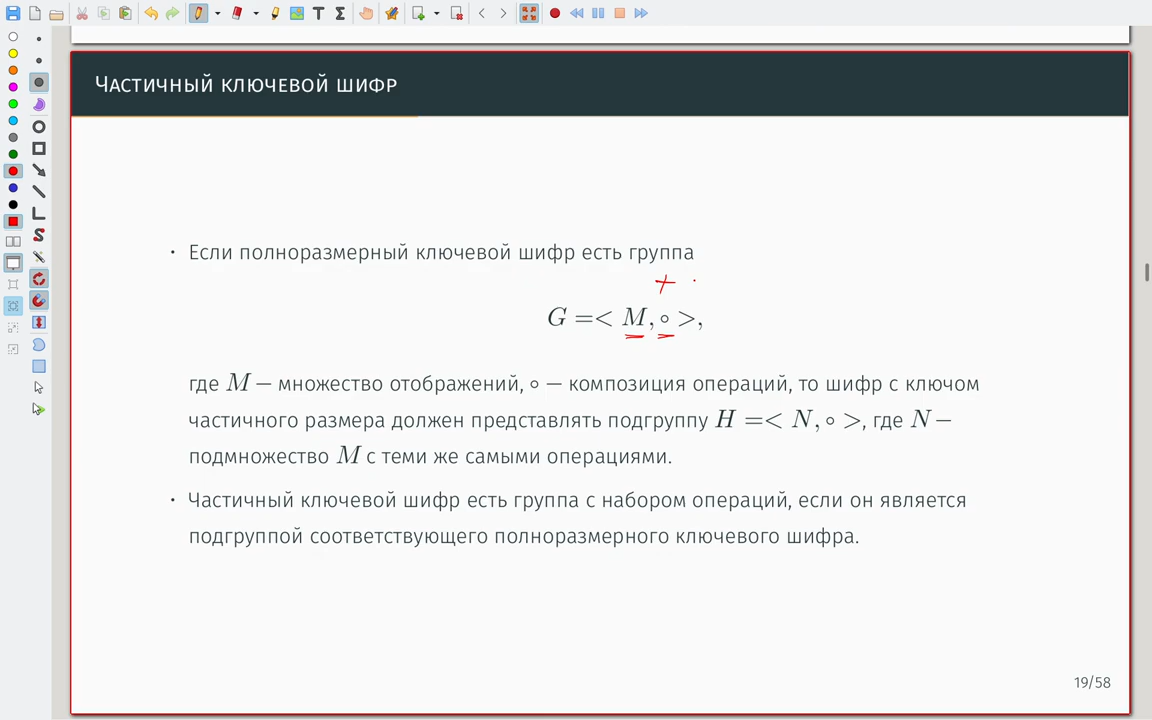 Частичный ключевой шифр
· Если полноразмерный ключевой шифр есть группа
+ ·
G =< M, ∘ >,
где M – множество отображений, ∘ – композиция операций, то шифр с ключом
частичного размера должен представлять подгруппу H =< N, ∘ >, где N –
подмножество M с теми же самыми операциями.
· Частичный ключевой шифр есть группа с набором операций, если он является
подгруппой соответствующего полноразмерного ключевого шифра.
19/58